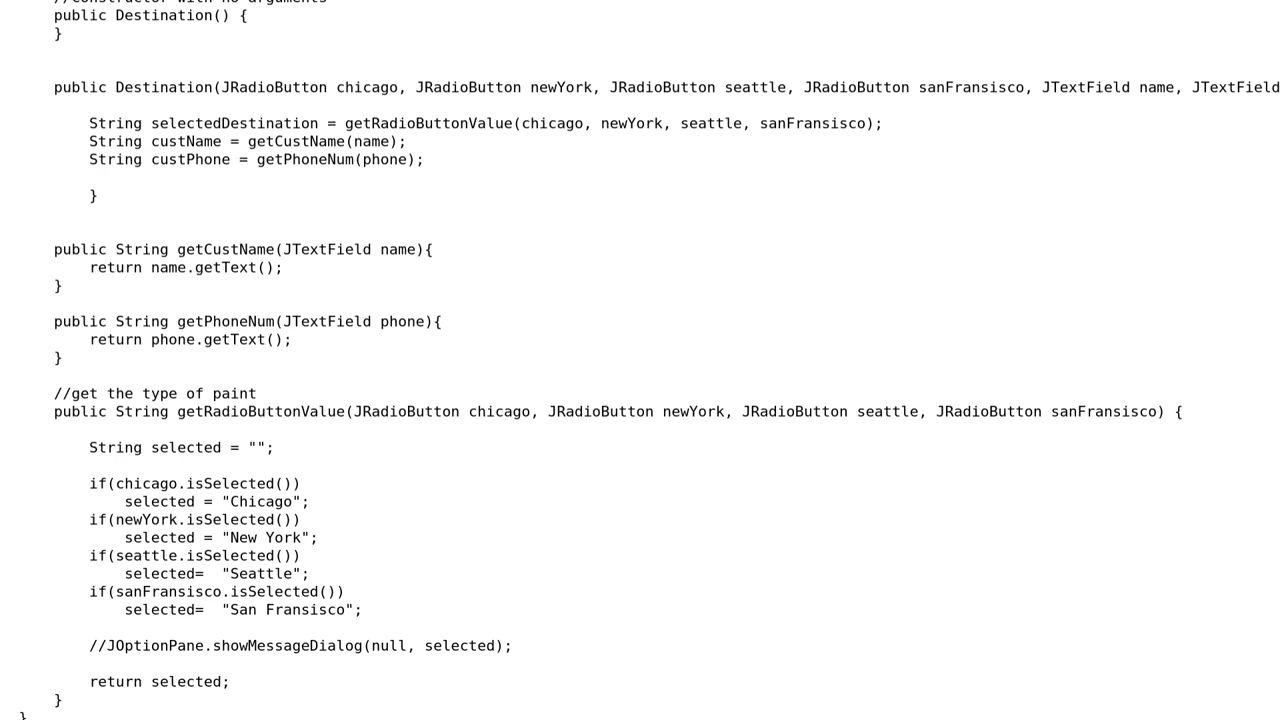 //constructor with no arguments
public Destination() {
}
public Destination(JRadioButton chicago, JRadioButton newYork, JRadioButton seattle, JRadioButton sanFransisco, JTextField name, JTextField
String selectedDestination = getRadioButtonValue(chicago, newYork, seattle, sanFransisco);
String custName = getCustName(name);
String custPhone = getPhoneNum(phone);
}
public String getCustName(JTextField name){
return name.getText();
}
public String getPhoneNum(JTextField phone){
return phone.getText();
}
//get the type of paint
public String getRadioButtonValue(JRadioButton chicago, JRadioButton newYork, JRadioButton seattle, JRadioButton sanFransisco) {
String selected = "";
if(chicago.isSelected())
selected = "Chicago";
if(newYork.isSelected())
selected = "New York";
if(seattle.isSelected())
selected=  "Seattle";
if(sanFransisco.isSelected())
selected=  "San Fransisco";
//JOptionPane.showMessageDialog(null, selected);
return selected;
}
}